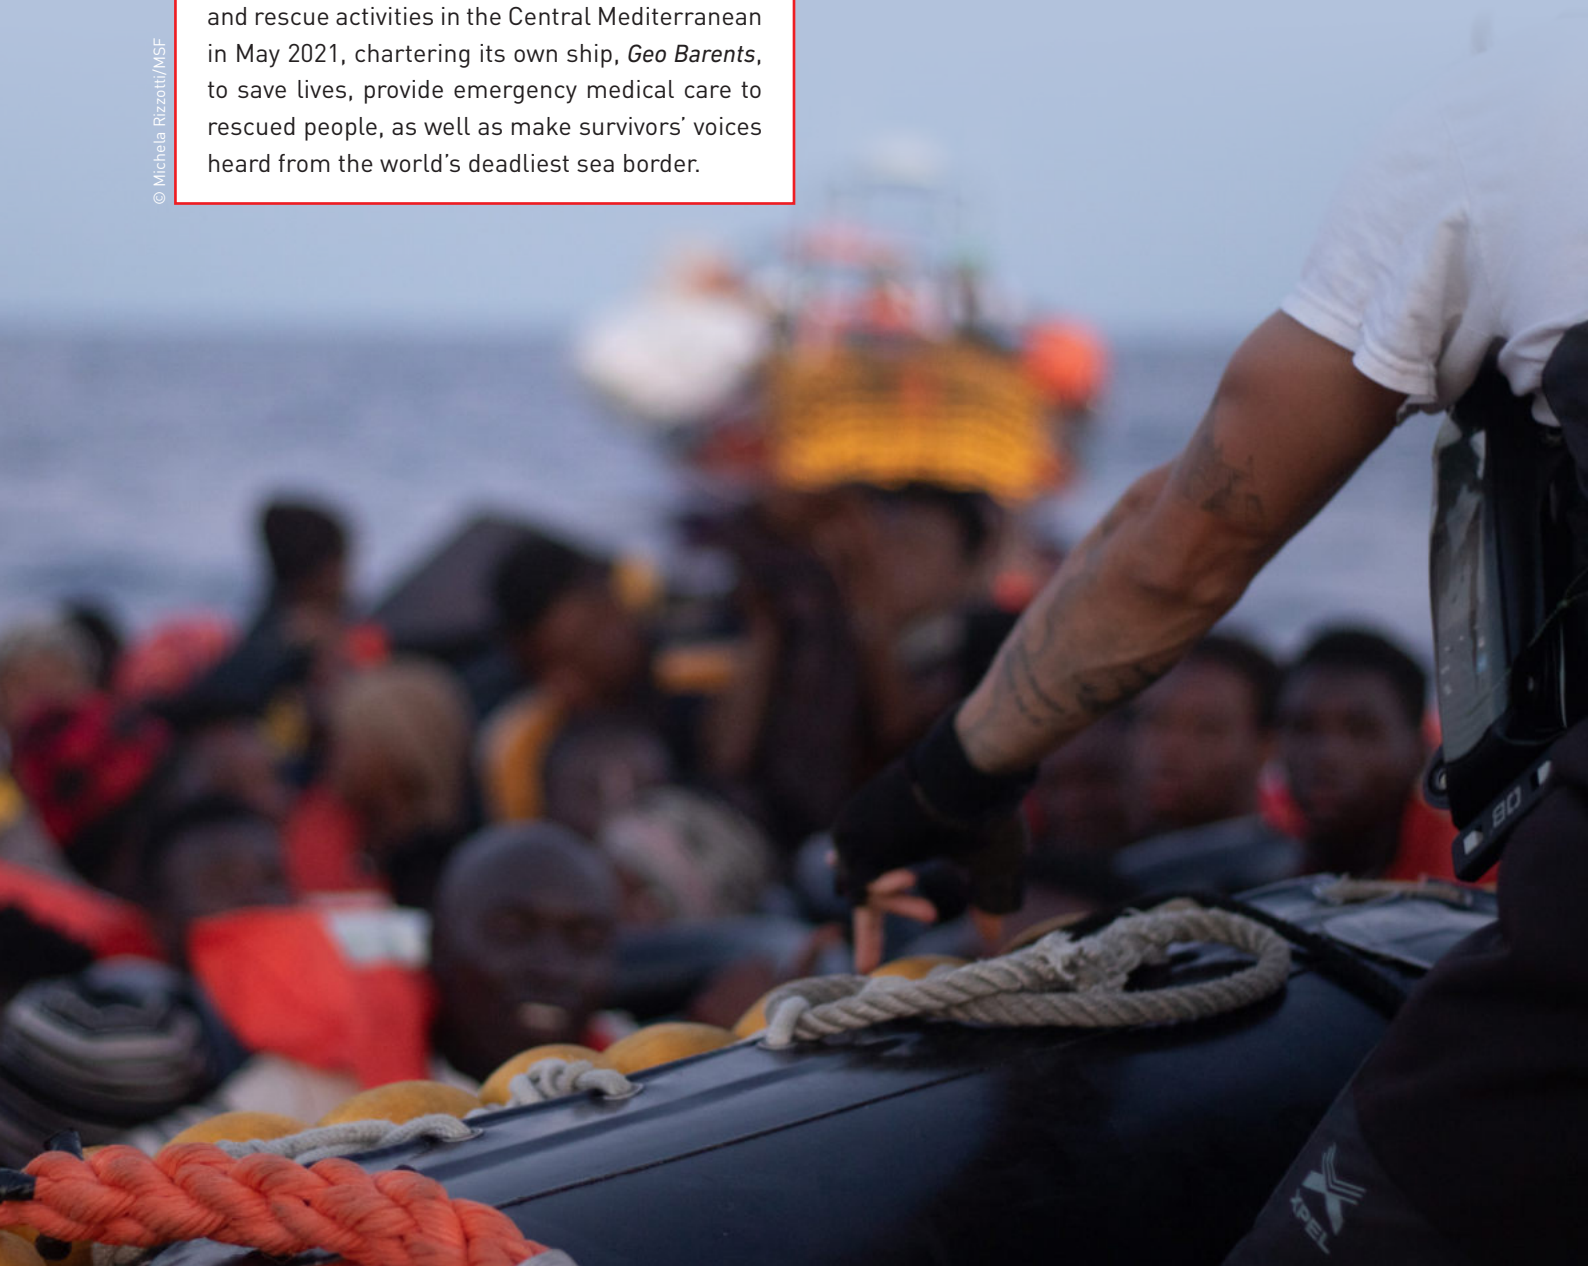 and rescue activities in the Central Mediterranean
in May 2021, chartering its own ship, Geo Barents,
to save lives, provide emergency medical care to
rescued people, as well as make survivors’ voices
heard from the world’s deadliest sea border.
© Michela Rizzotti/MSF
80
XPEL